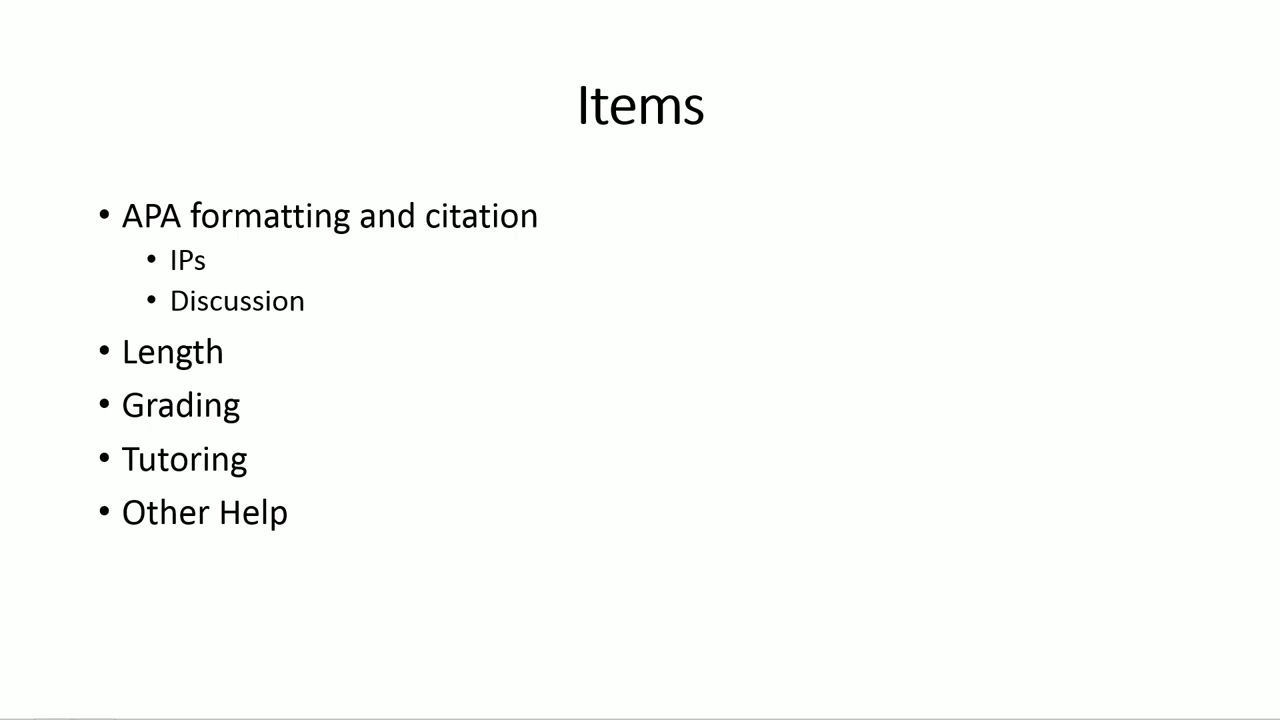 Items
• APA formatting and citation
• IPs
• Discussion
• Length
• Grading
• Tutoring
• Other Help